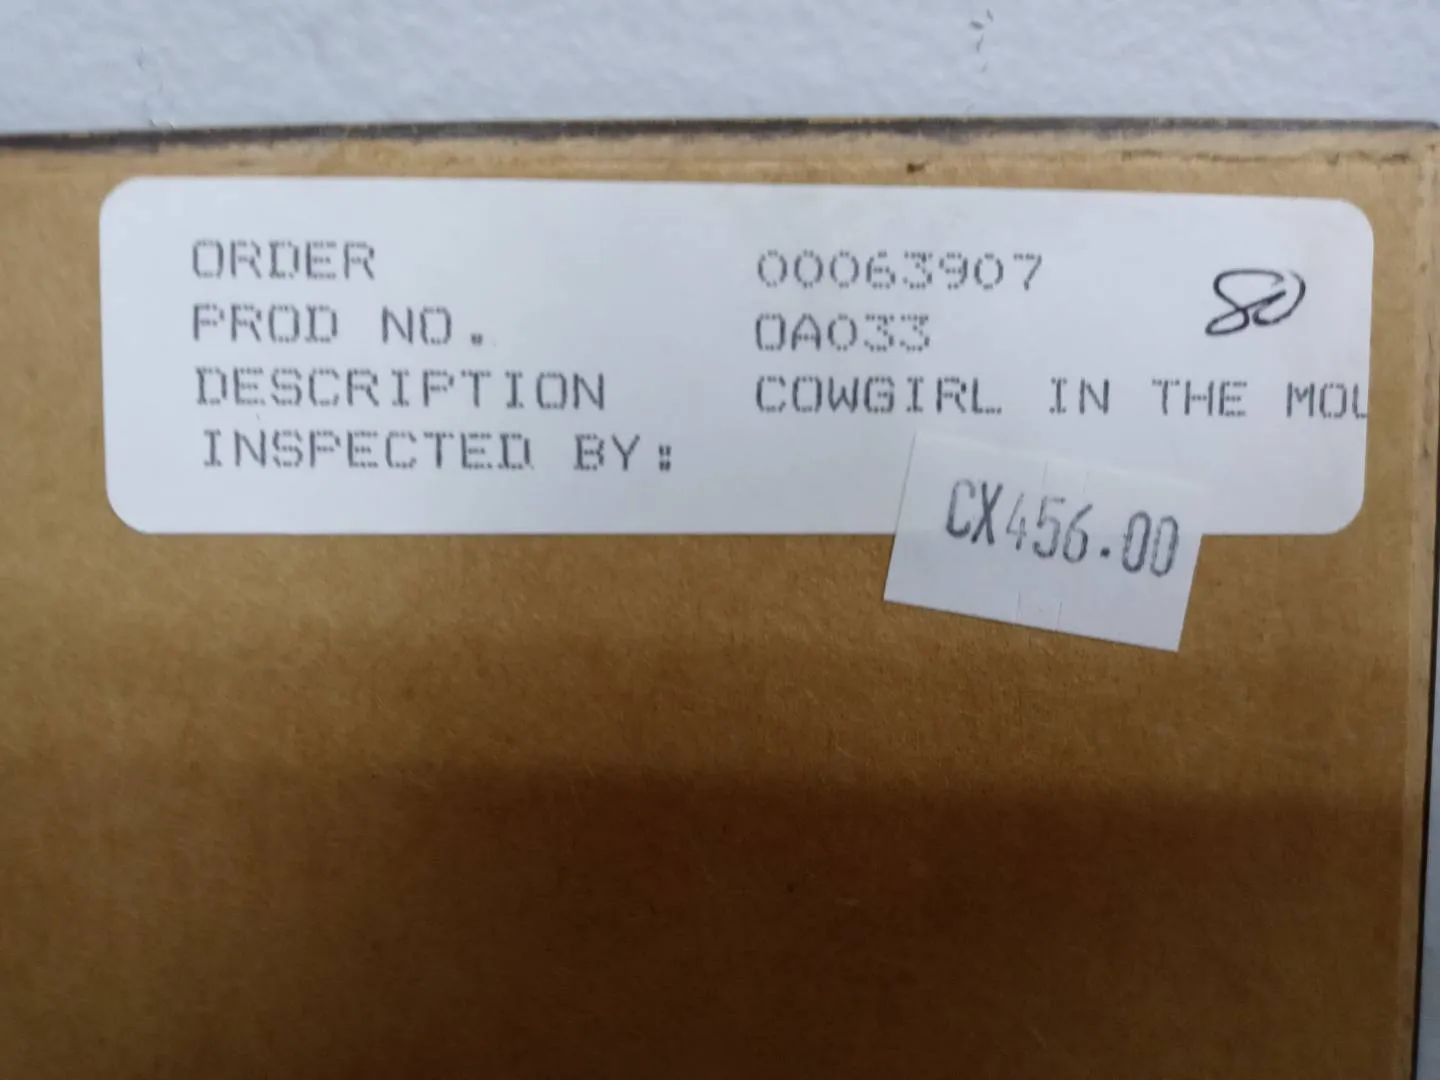 ORDER 00063907
80
PROD NO. 0A033
DESCRIPTION COWGIRL IN THE MOU
INSPECTED BY:
CX456.00